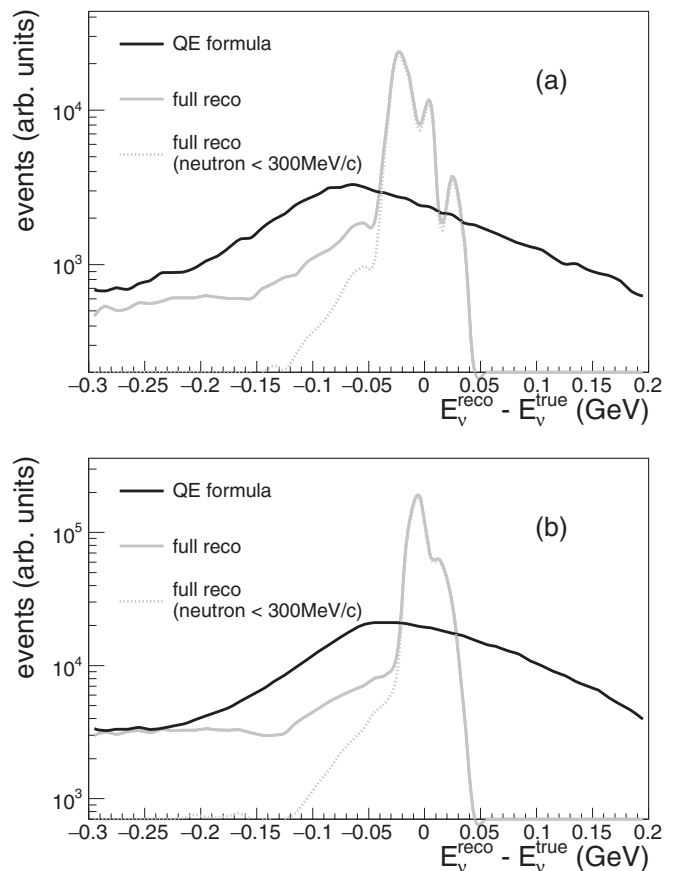 events (arb. units)
10⁴
10³
QE formula
full reco
full reco
(neutron < 300MeV/c)
(a)
−0.3 −0.25 −0.2 −0.15 −0.1 −0.05 0 0.05 0.1 0.15 0.2
E_ν^reco - E_ν^true (GeV)
events (arb. units)
10⁵
10⁴
10³
QE formula
full reco
full reco
(neutron < 300MeV/c)
(b)
−0.3 −0.25 −0.2 −0.15 −0.1 −0.05 0 0.05 0.1 0.15 0.2
E_ν^reco - E_ν^true (GeV)